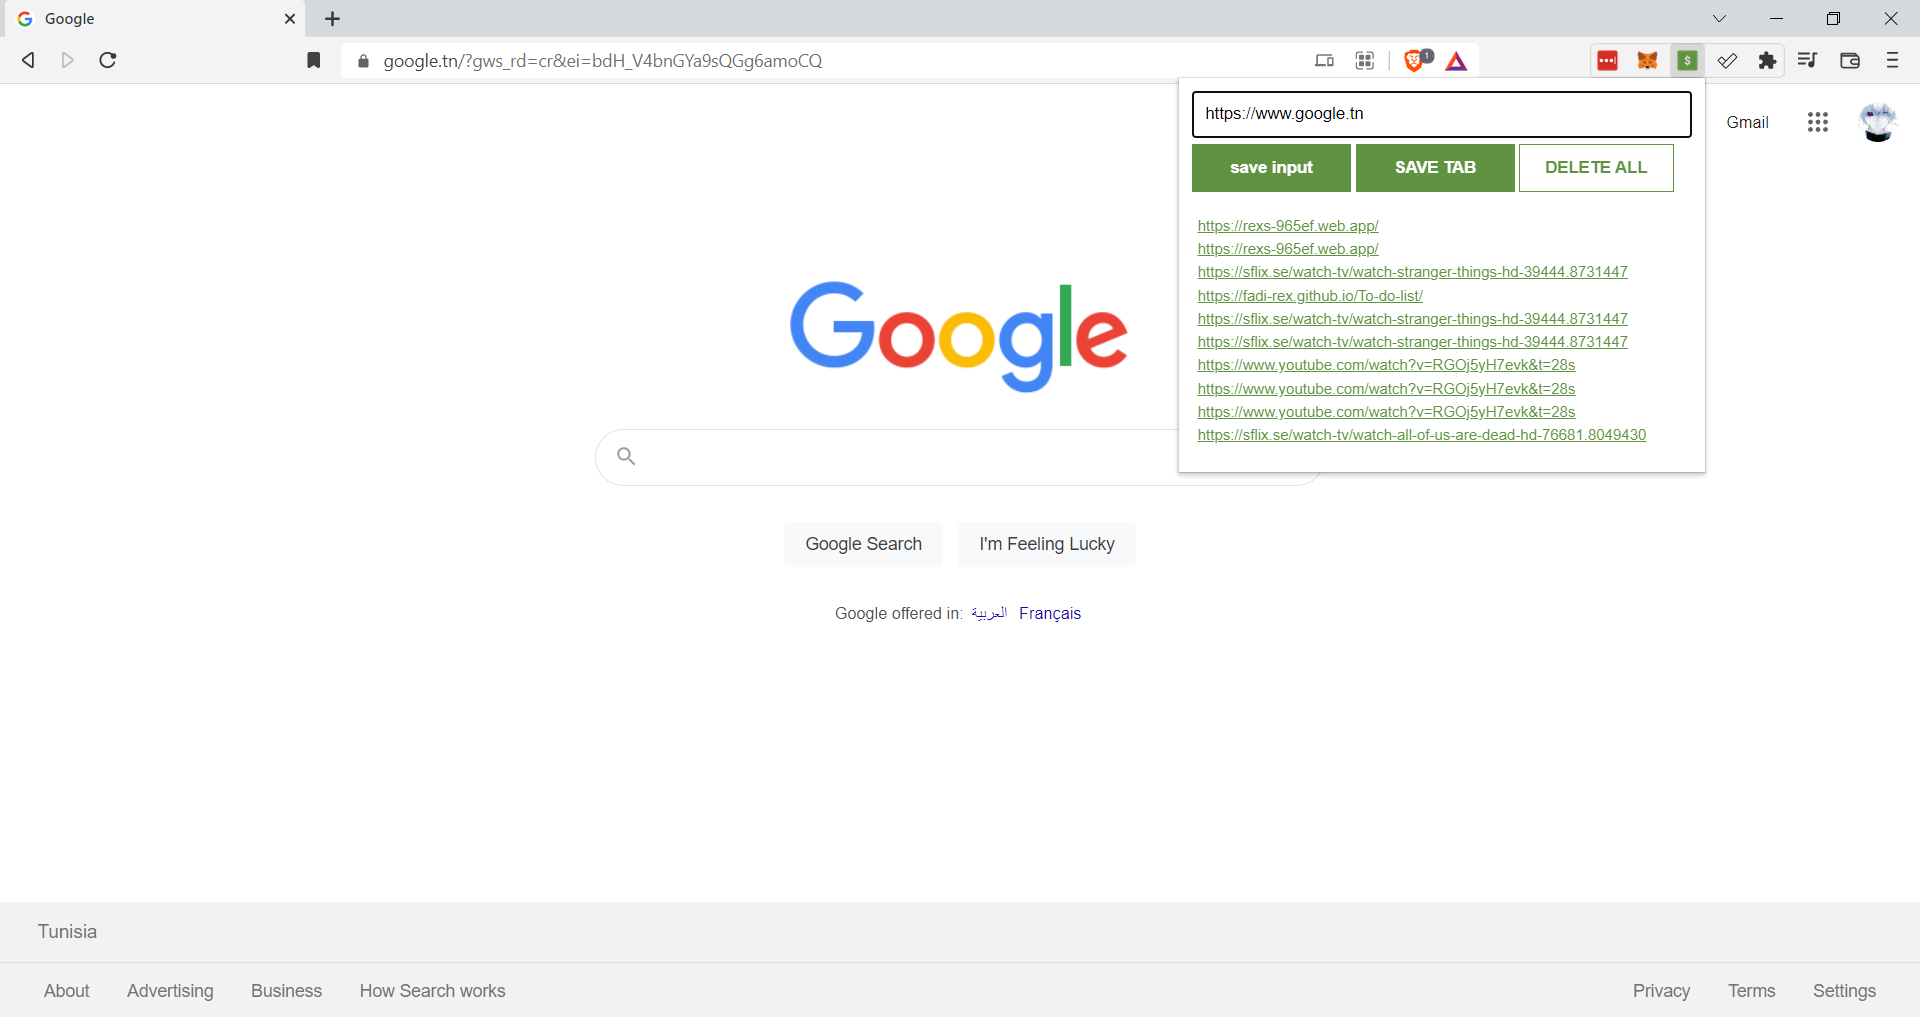 Google
google.tn/?gws_rd=cr&ei=bdH_V4bnGYa9sQGg6amoCQ
1
$
https://www.google.tn
save input
SAVE TAB
DELETE ALL
https://rexs-965ef.web.app/
https://rexs-965ef.web.app/
https://sflix.se/watch-tv/watch-stranger-things-hd-39444.8731447
https://fadi-rex.github.io/To-do-list/
https://sflix.se/watch-tv/watch-stranger-things-hd-39444.8731447
https://sflix.se/watch-tv/watch-stranger-things-hd-39444.8731447
https://www.youtube.com/watch?v=RGOj5yH7evk&t=28s
https://www.youtube.com/watch?v=RGOj5yH7evk&t=28s
https://www.youtube.com/watch?v=RGOj5yH7evk&t=28s
https://sflix.se/watch-tv/watch-all-of-us-are-dead-hd-76681.8049430
Gmail
Google
Google Search
I'm Feeling Lucky
Google offered in: العربية Français
Tunisia
About Advertising Business How Search works
Privacy Terms Settings